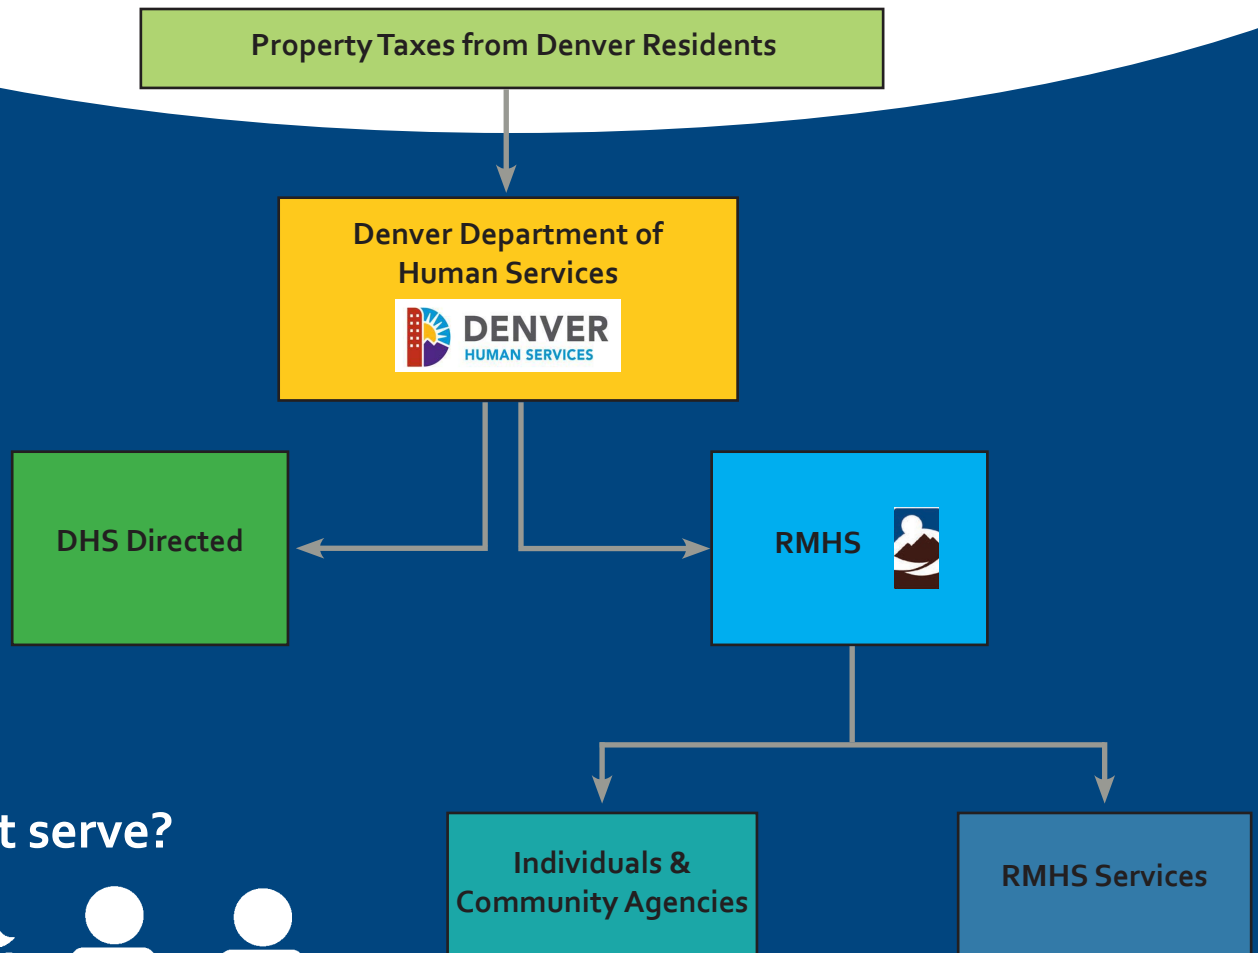 Property Taxes from Denver Residents
Denver Department of
Human Services
DENVER
HUMAN SERVICES
DHS Directed
RMHS
t serve?
Individuals &
Community Agencies
RMHS Services